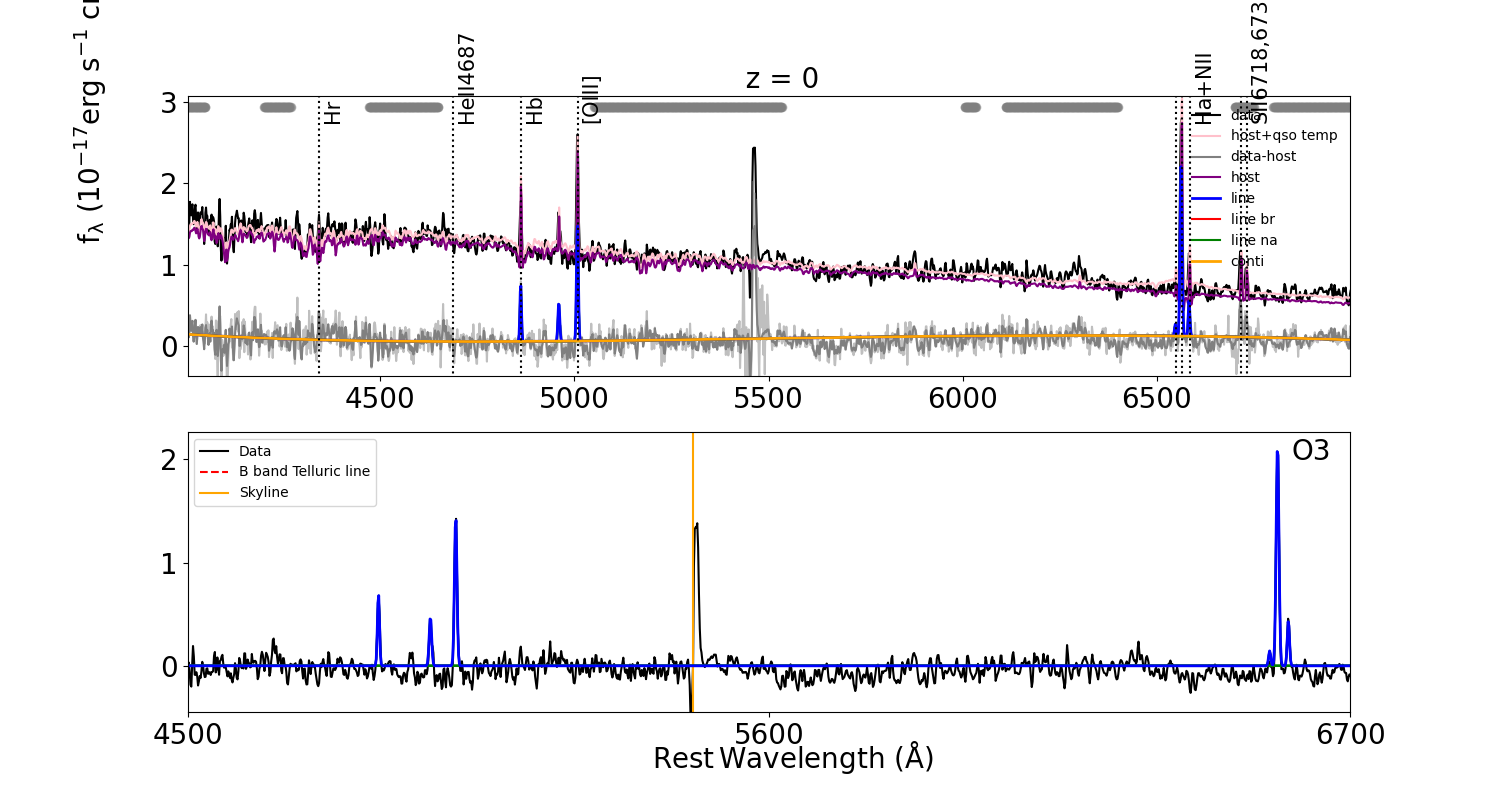 z = 0
f_λ (10^−17 erg s^−1 c
Hr
HeII4687
Hb
[OIII]
Ha+NII
SII6718,673
3
2
1
0
data
host+qso temp
data-host
host
line
line br
line na
conti
4500
5000
5500
6000
6500
Data
B band Telluric line
Skyline
O3
2
1
0
4500
5600
6700
Rest Wavelength (Å)